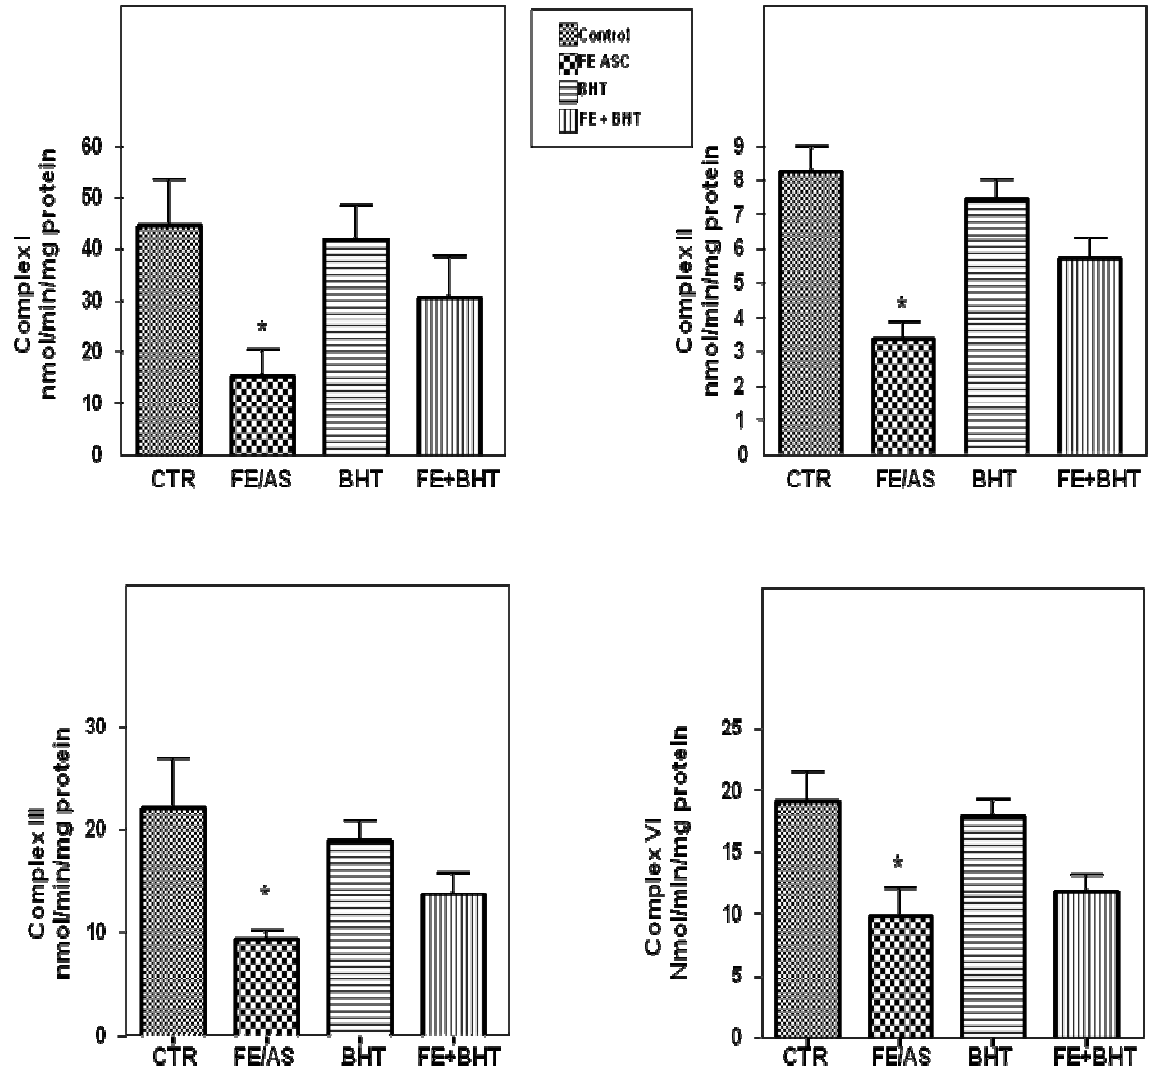 Control
FE ASC
BHT
FE + BHT
Complex I
nmol/min/mg protein
60
50
40
30
20
10
0
*
CTR FE/AS BHT FE+BHT
Complex II
nmol/min/mg protein
9
8
7
6
5
4
3
2
1
0
*
CTR FE/AS BHT FE+BHT
Complex III
nmol/min/mg protein
30
20
10
0
*
CTR FE/AS BHT FE+BHT
Complex VI
Nmol/min/mg protein
25
20
15
10
5
0
*
CTR FE/AS BHT FE+BHT